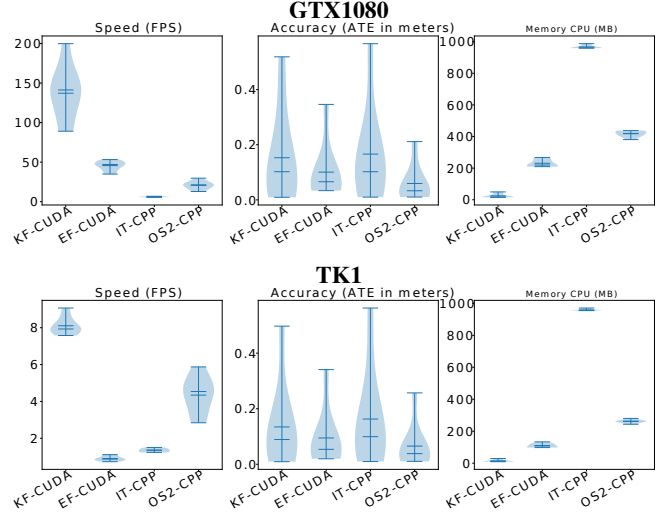 GTX1080
Speed (FPS)
200
150
100
50
0
KF-CUDA
EF-CUDA
IT-CPP
OS2-CPP
Accuracy (ATE in meters)
0.4
0.2
0.0
KF-CUDA
EF-CUDA
IT-CPP
OS2-CPP
Memory CPU (MB)
1000
800
600
400
200
0
KF-CUDA
EF-CUDA
IT-CPP
OS2-CPP
TK1
Speed (FPS)
8
6
4
2
KF-CUDA
EF-CUDA
IT-CPP
OS2-CPP
Accuracy (ATE in meters)
0.4
0.2
0.0
KF-CUDA
EF-CUDA
IT-CPP
OS2-CPP
Memory CPU (MB)
1000
800
600
400
200
0
KF-CUDA
EF-CUDA
IT-CPP
OS2-CPP